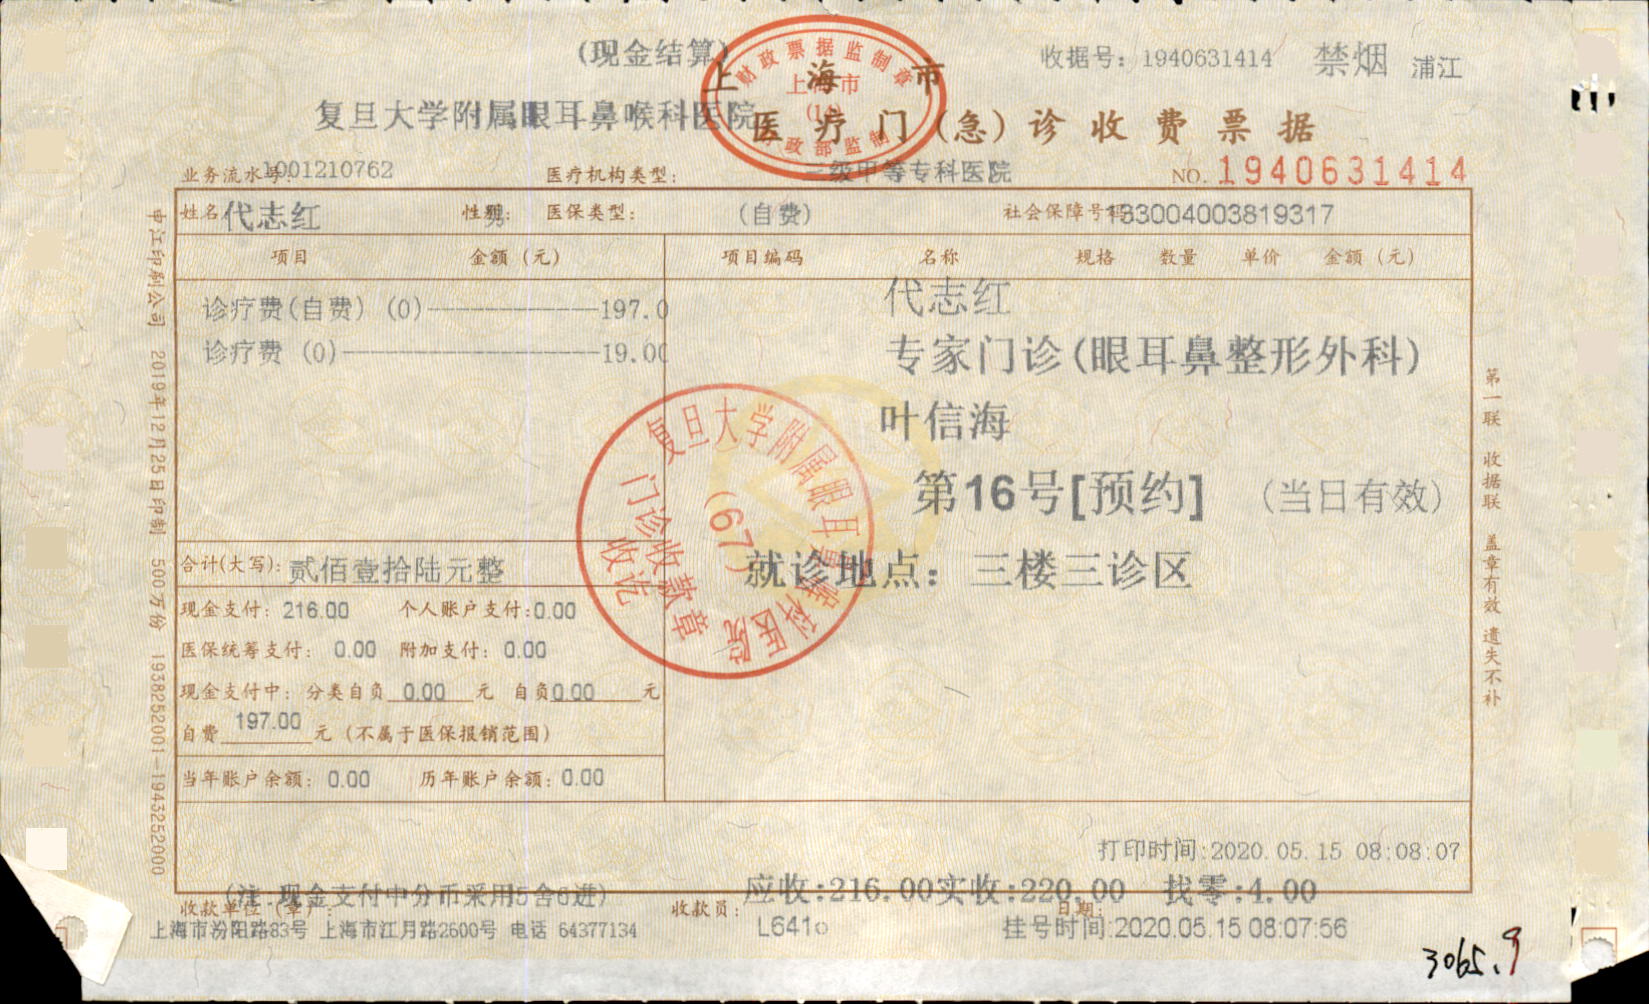 (现金结算)
上海市
收据号：1940631414 禁烟 浦江
复旦大学附属眼耳鼻喉科医院
医疗门(急)诊收费票据
财政票据监制章
上海市
财政部监制
业务流水号：1001210762 医疗机构类型：三级甲等专科医院 NO. 1940631414
姓名 代志红 性别：男 医保类型：(自费) 社会保障号码 183004003819317
项目 金额（元） 项目编码 名称 规格 数量 单价 金额（元）
代志红
诊疗费(自费) (0)——————197.0
专家门诊(眼耳鼻整形外科)
诊疗费 (0)—————————19.00
叶信海
第16号[预约] (当日有效)
就诊地点：三楼三诊区
复旦大学附属眼耳鼻喉科医院
(67)
门诊收款章
收讫
合计(大写)：贰佰壹拾陆元整
现金支付：216.00 个人账户支付:0.00
医保统筹支付：0.00 附加支付：0.00
现金支付中：分类自负 0.00 元 自负 0.00 元
自费 197.00 元（不属于医保报销范围）
当年账户余额：0.00 历年账户余额：0.00
打印时间:2020.05.15 08:08:07
(注:现金支付中分币采用5舍6进)
应收:216.00实收:220.00 找零:4.00
收款单位（章）： 收款员： 日期：
上海市汾阳路83号 上海市江月路2600号 电话 64377134
L641o
挂号时间:2020.05.15 08:07:56
3065.9
申江印刷公司 2019年12月25日印制 500万份 1938252001-1943252000
第一联 收据联 盖章有效 遗失不补